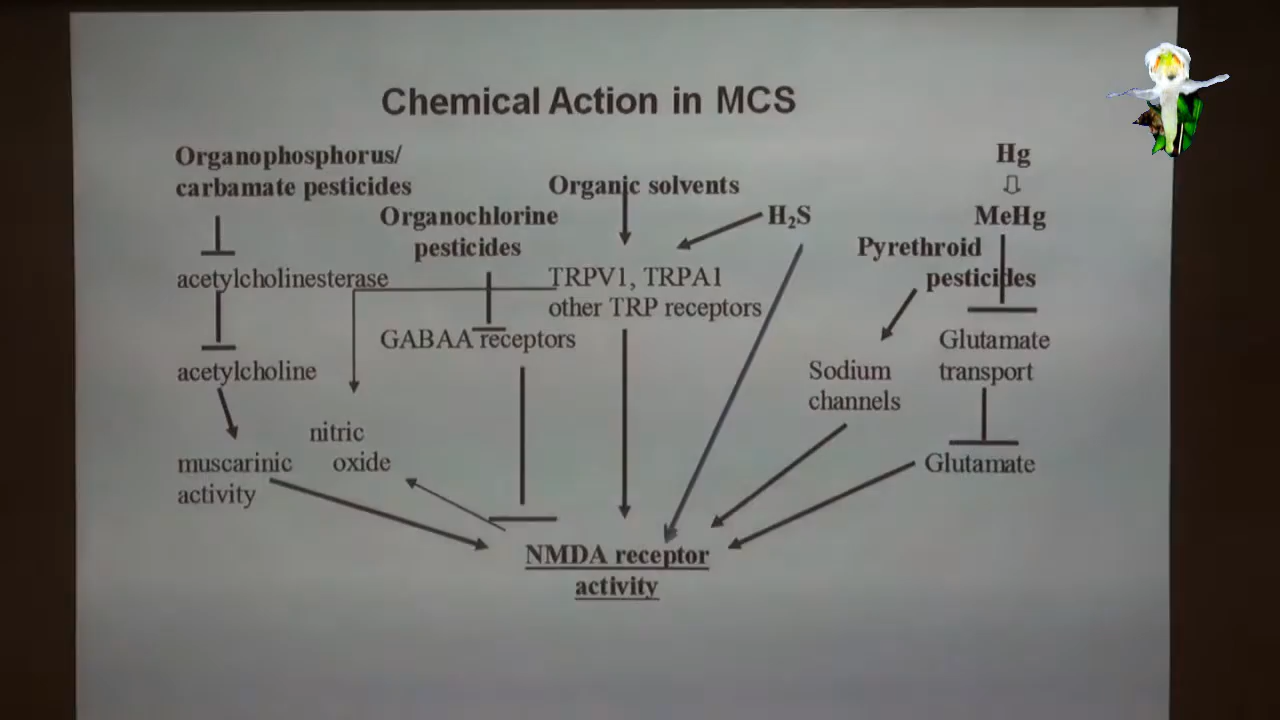 Chemical Action in MCS
Organophosphorus/
carbamate pesticides
Organochlorine
pesticides
Organic solvents
H₂S
Hg
MeHg
Pyrethroid
pesticides
acetylcholinesterase
TRPV1, TRPA1
other TRP receptors
GABAA receptors
Glutamate
transport
acetylcholine
Sodium
channels
nitric
oxide
muscarinic
activity
Glutamate
NMDA receptor
activity